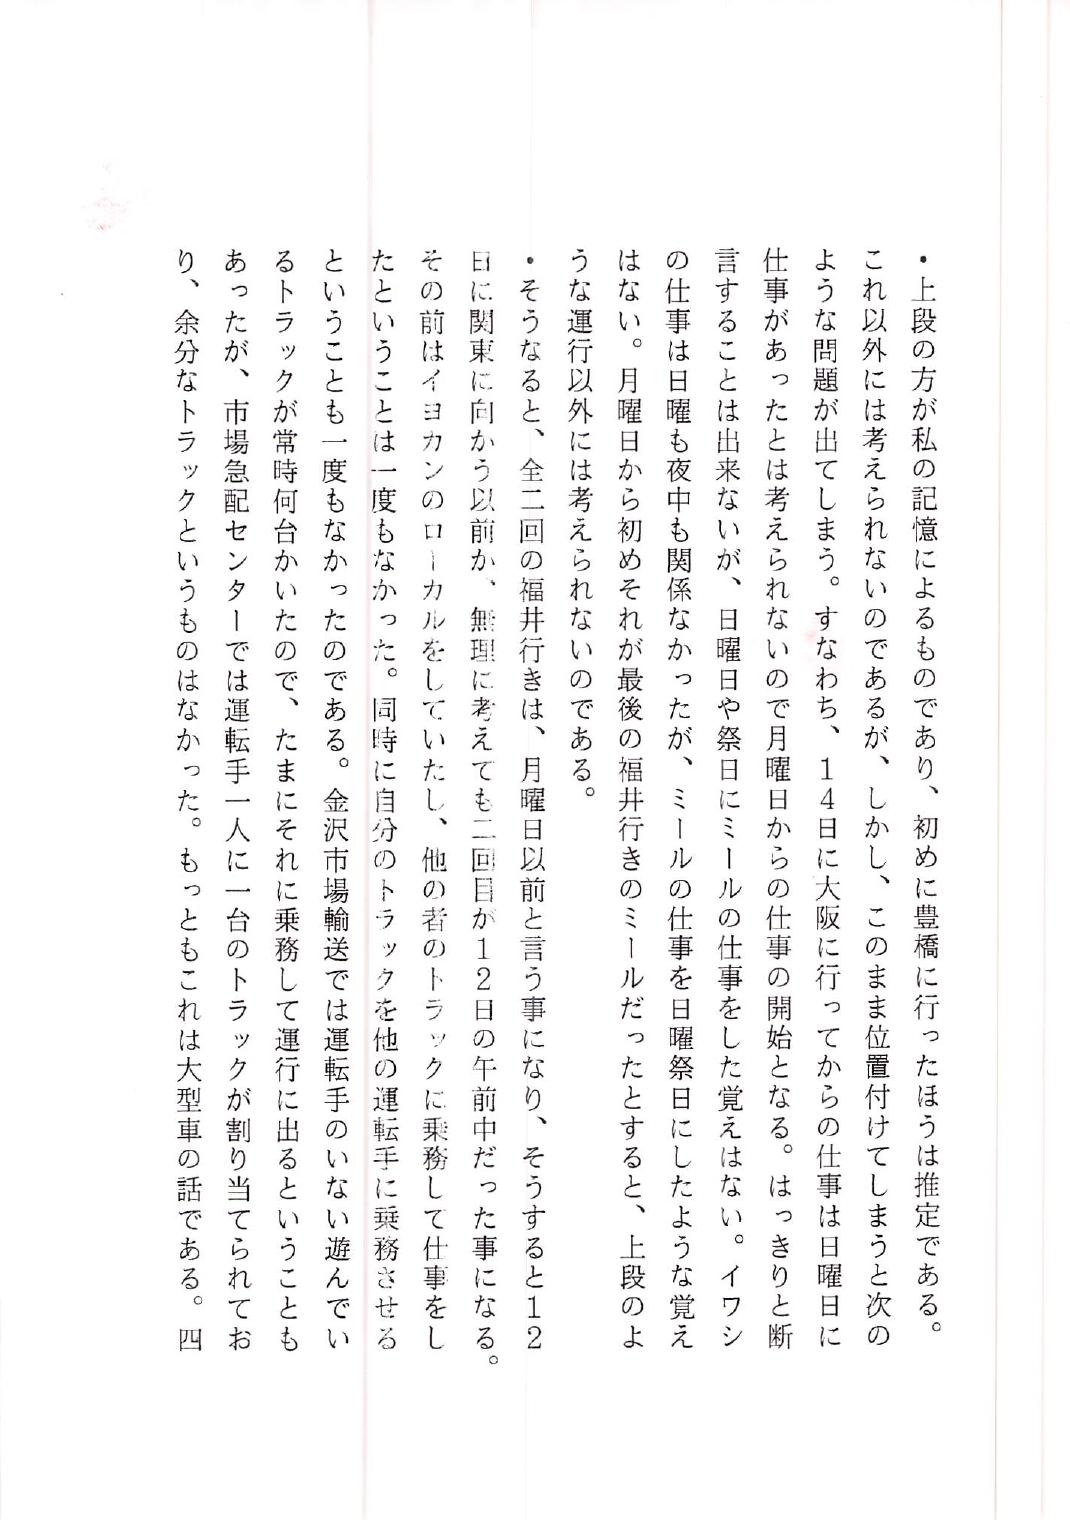 ・上段の方が私の記憶によるものであり、初めに豊橋に行ったほうは推定である。
これ以外には考えられないのであるが、しかし、このまま位置付けてしまうと次の
ような問題が出てしまう。すなわち、14日に大阪に行ってからの仕事は日曜日に
仕事があったとは考えられないので月曜日からの仕事の開始となる。はっきりと断
言することは出来ないが、日曜日や祭日にミールの仕事をした覚えはない。イワシ
の仕事は日曜も夜中も関係なかったが、ミールの仕事を日曜祭日にしたような覚え
はない。月曜日から初めそれが最後の福井行きのミールだったとすると、上段のよ
うな運行以外には考えられないのである。
・そうなると、全二回の福井行きは、月曜日以前と言う事になり、そうすると12
日に関東に向かう以前か、無理に考えても二回目が12日の午前中だった事になる。
その前はイヨカンのローカルをしていたし、他の者のトラックに乗務して仕事をし
たということは一度もなかった。同時に自分のトラックを他の運転手に乗務させる
ということも一度もなかったのである。金沢市場輸送では運転手のいない遊んでい
るトラックが常時何台かいたので、たまにそれに乗務して運行に出るということも
あったが、市場急配センターでは運転手一人に一台のトラックが割り当てられてお
り、余分なトラックというものはなかった。もっともこれは大型車の話である。四